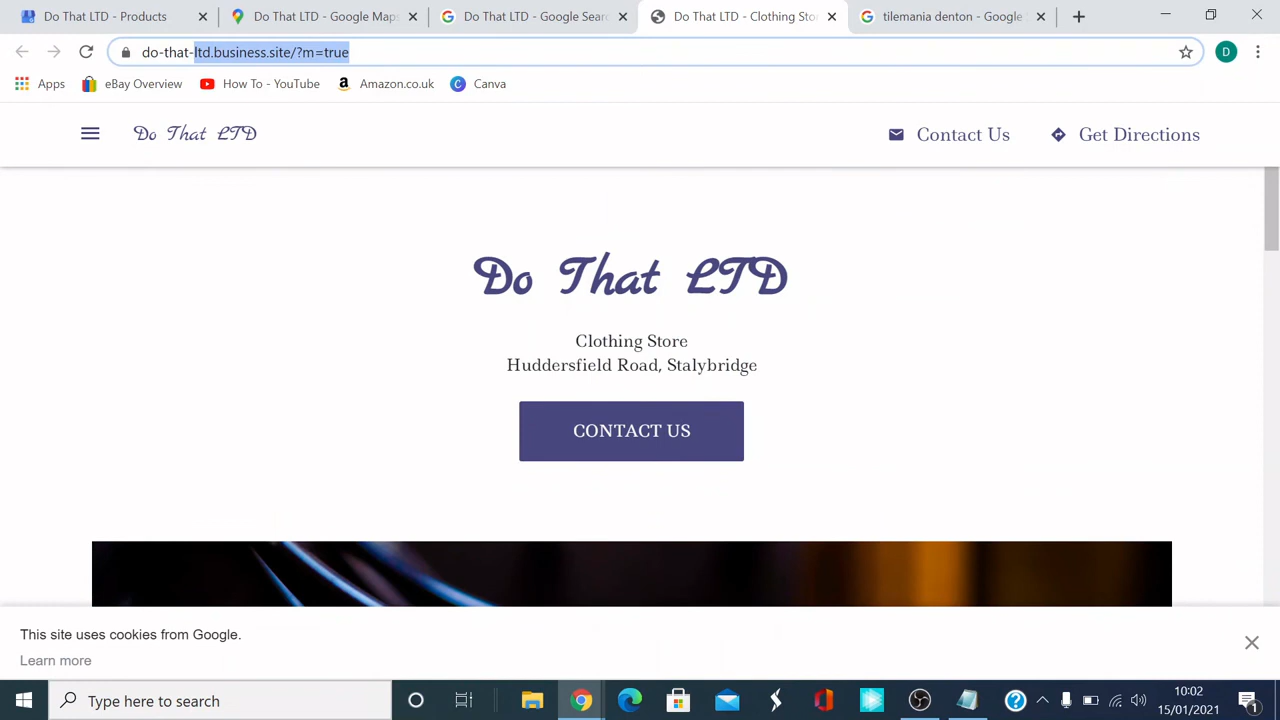 Do That LTD - Products
Do That LTD - Google Maps
Do That LTD - Google Sear
Do That LTD - Clothing Sto
tilemania denton - Google
do-that-ltd.business.site/?m=true
D
Apps
eBay Overview
How To - YouTube
Amazon.co.uk
Canva
Do That LTD
Contact Us
Get Directions
Do That LTD
Clothing Store
Huddersfield Road, Stalybridge
CONTACT US
This site uses cookies from Google.
Learn more
Type here to search
10:02
15/01/2021
1